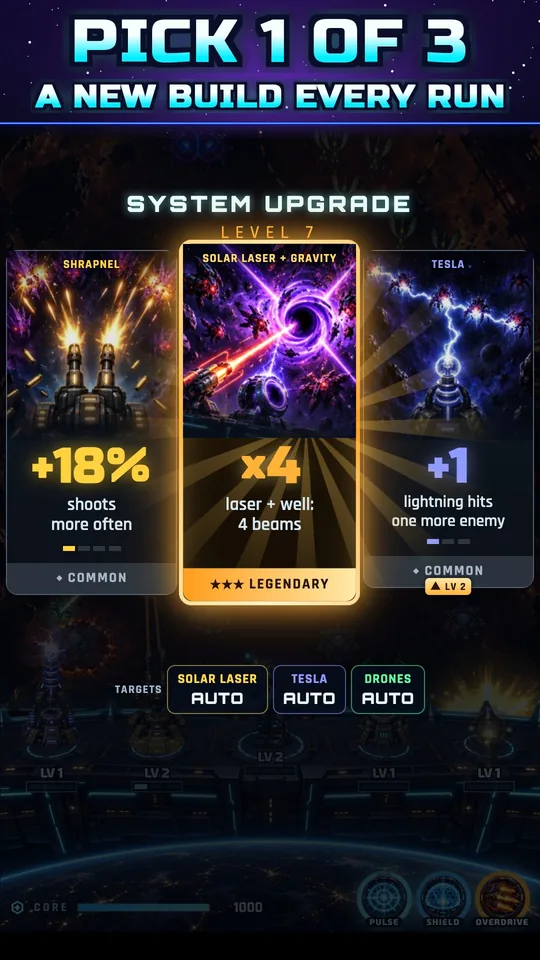 PICK 1 OF 3
A NEW BUILD EVERY RUN
SYSTEM UPGRADE
LEVEL 7
SHRAPNEL
+18%
shoots
more often
COMMON
SOLAR LASER + GRAVITY
x4
laser + well:
4 beams
★★★ LEGENDARY
TESLA
+1
lightning hits
one more enemy
COMMON
▲ LV 2
TARGETS
SOLAR LASER
AUTO
TESLA
AUTO
DRONES
AUTO
LV 1
LV 2
LV 2
LV 1
LV 1
CORE
1000
PULSE
SHIELD
OVERDRIVE